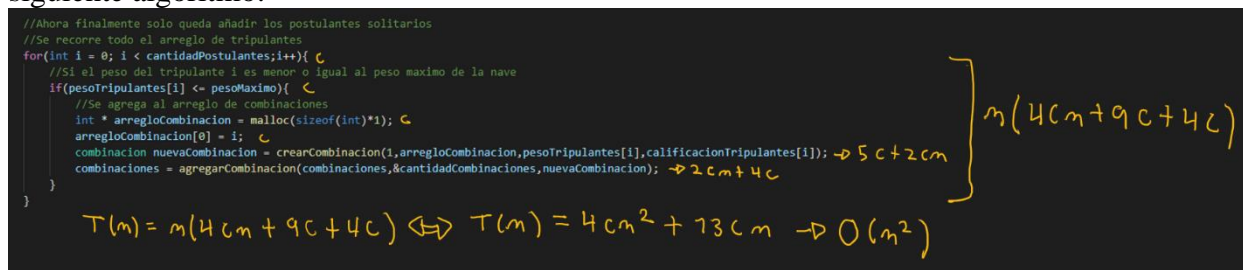 siguiente algoritmo:
//Ahora finalmente solo queda añadir los postulantes solitarios
//Se recorre todo el arreglo de tripulantes
for(int i = 0; i < cantidadPostulantes;i++){ C
//Si el peso del tripulante i es menor o igual al peso maximo de la nave
if(pesoTripulantes[i] <= pesoMaximo){ C
//Se agrega al arreglo de combinaciones
int * arregloCombinacion = malloc(sizeof(int)*1); C
arregloCombinacion[0] = i; C
combinacion nuevaCombinacion = crearCombinacion(1,arregloCombinacion,pesoTripulantes[i],calificacionTripulantes[i]); → 5C+2Cn
combinaciones = agregarCombinacion(combinaciones,&cantidadCombinaciones,nuevaCombinacion); → 2Cn+4C
}
}
n(4Cn+9C+4C)
T(n) = n(4Cn + 9C + 4C) ⇔ T(n) = 4Cn² + 13Cn → O(n²)